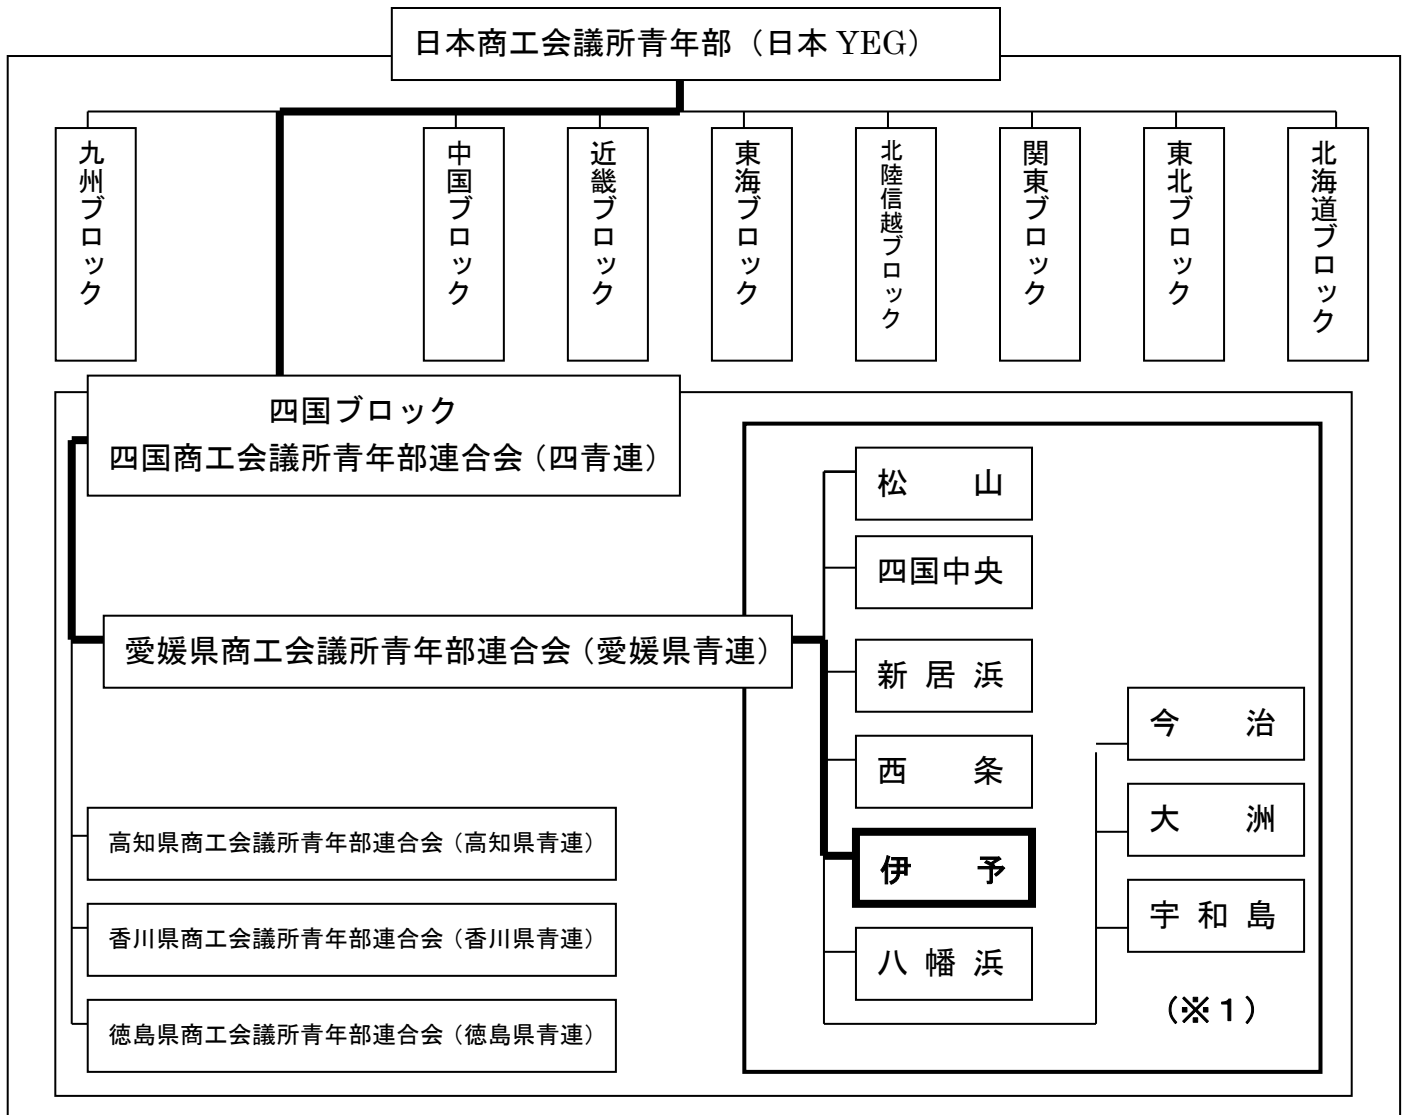 日本商工会議所青年部（日本 YEG）
九州ブロック
中国ブロック
近畿ブロック
東海ブロック
北陸信越ブロック
関東ブロック
東北ブロック
北海道ブロック
四国ブロック
四国商工会議所青年部連合会（四青連）
愛媛県商工会議所青年部連合会（愛媛県青連）
高知県商工会議所青年部連合会（高知県青連）
香川県商工会議所青年部連合会（香川県青連）
徳島県商工会議所青年部連合会（徳島県青連）
松　　山
四国中央
新 居 浜
西　　条
伊　　予
八 幡 浜
今　　治
大　　洲
宇 和 島
（※１）